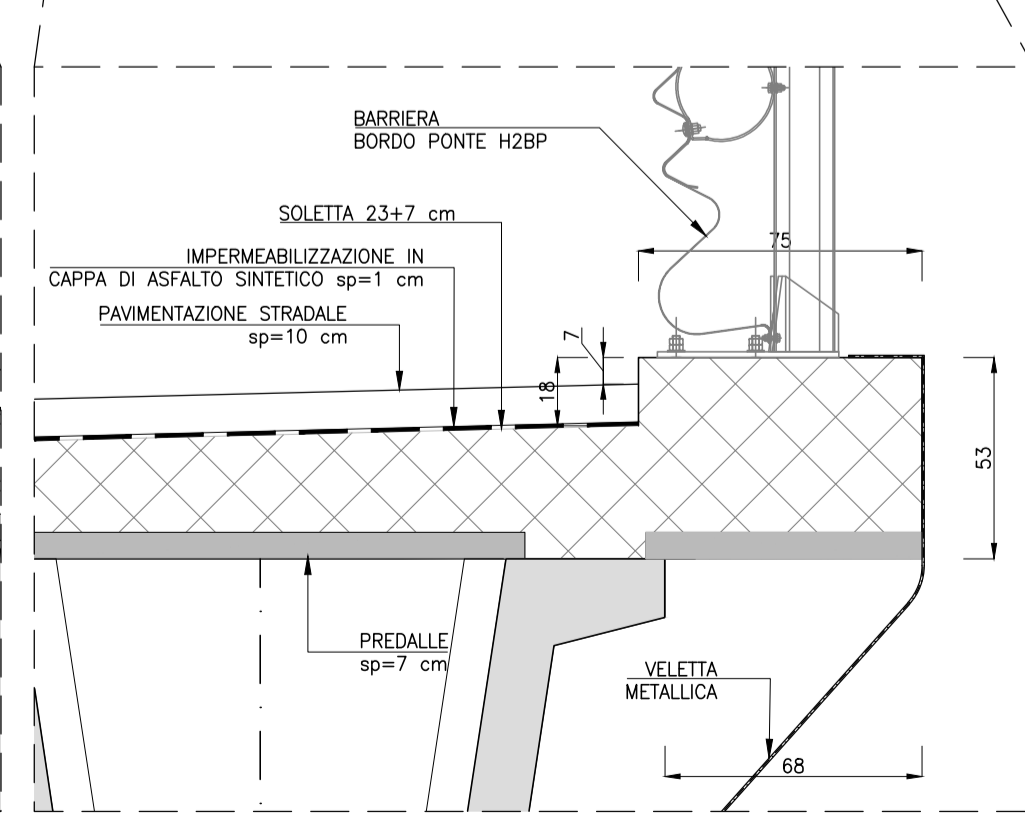 BARRIERA
BORDO PONTE H2BP
SOLETTA 23+7 cm
75
IMPERMEABILIZZAZIONE IN
CAPPA DI ASFALTO SINTETICO sp=1 cm
PAVIMENTAZIONE STRADALE
sp=10 cm
7
18
53
PREDALLE
sp=7 cm
VELETTA
METALLICA
68